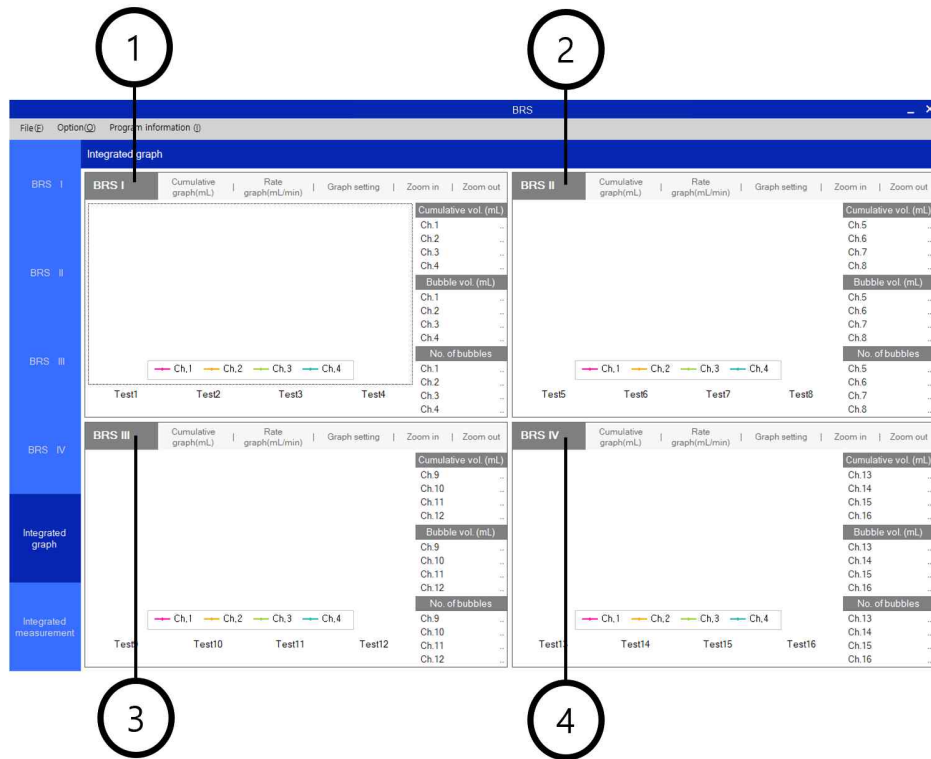 1
2
BRS
File(F) Option(O) Program information (I)
Integrated graph
BRS I
BRS II
BRS III
BRS IV
Integrated
graph
Integrated
measurement
BRS I
Cumulative
graph(mL)
|
Rate
graph(mL/min)
| Graph setting | Zoom in | Zoom out
Cumulative vol. (mL)
Ch.1 ..
Ch.2 ..
Ch.3 ..
Ch.4 ..
Bubble vol. (mL)
Ch.1 ..
Ch.2 ..
Ch.3 ..
Ch.4 ..
No. of bubbles
Ch.1 ..
Ch.2 ..
Ch.3 ..
Ch.4 ..
Ch,1 Ch,2 Ch,3 Ch,4
Test1 Test2 Test3 Test4
BRS II
Cumulative
graph(mL)
|
Rate
graph(mL/min)
| Graph setting | Zoom in | Zoom out
Cumulative vol. (mL)
Ch.5 ..
Ch.6 ..
Ch.7 ..
Ch.8 ..
Bubble vol. (mL)
Ch.5 ..
Ch.6 ..
Ch.7 ..
Ch.8 ..
No. of bubbles
Ch.5 ..
Ch.6 ..
Ch.7 ..
Ch.8 ..
Ch,1 Ch,2 Ch,3 Ch,4
Test5 Test6 Test7 Test8
BRS III
Cumulative
graph(mL)
|
Rate
graph(mL/min)
| Graph setting | Zoom in | Zoom out
Cumulative vol. (mL)
Ch.9 ..
Ch.10 ..
Ch.11 ..
Ch.12 ..
Bubble vol. (mL)
Ch.9 ..
Ch.10 ..
Ch.11 ..
Ch.12 ..
No. of bubbles
Ch.9 ..
Ch.10 ..
Ch.11 ..
Ch.12 ..
Ch,1 Ch,2 Ch,3 Ch,4
Test9 Test10 Test11 Test12
BRS IV
Cumulative
graph(mL)
|
Rate
graph(mL/min)
| Graph setting | Zoom in | Zoom out
Cumulative vol. (mL)
Ch.13 ..
Ch.14 ..
Ch.15 ..
Ch.16 ..
Bubble vol. (mL)
Ch.13 ..
Ch.14 ..
Ch.15 ..
Ch.16 ..
No. of bubbles
Ch.13 ..
Ch.14 ..
Ch.15 ..
Ch.16 ..
Ch,1 Ch,2 Ch,3 Ch,4
Test13 Test14 Test15 Test16
3
4